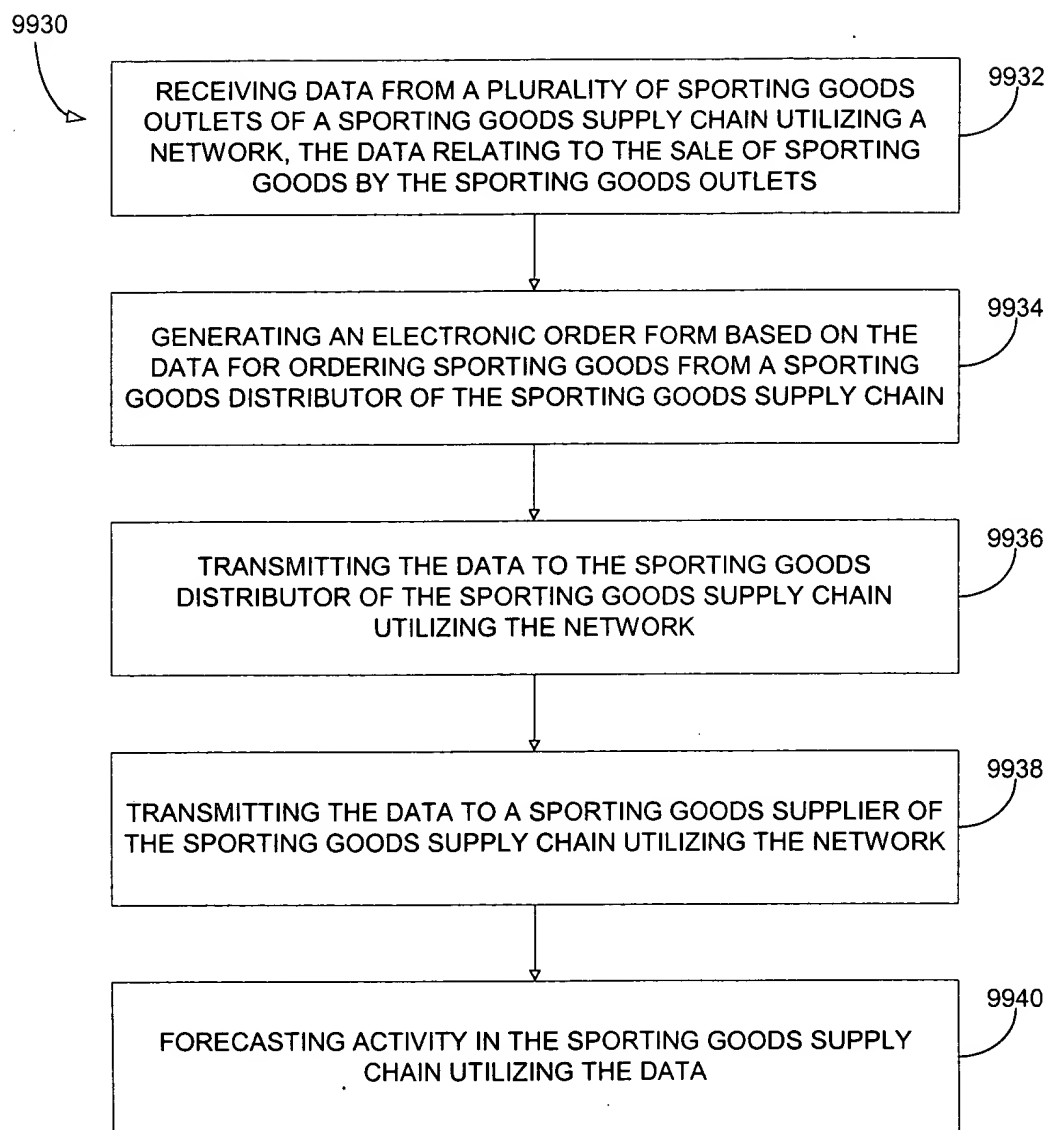 9930
9932
RECEIVING DATA FROM A PLURALITY OF SPORTING GOODS
OUTLETS OF A SPORTING GOODS SUPPLY CHAIN UTILIZING A
NETWORK, THE DATA RELATING TO THE SALE OF SPORTING
GOODS BY THE SPORTING GOODS OUTLETS
9934
GENERATING AN ELECTRONIC ORDER FORM BASED ON THE
DATA FOR ORDERING SPORTING GOODS FROM A SPORTING
GOODS DISTRIBUTOR OF THE SPORTING GOODS SUPPLY CHAIN
9936
TRANSMITTING THE DATA TO THE SPORTING GOODS
DISTRIBUTOR OF THE SPORTING GOODS SUPPLY CHAIN
UTILIZING THE NETWORK
9938
TRANSMITTING THE DATA TO A SPORTING GOODS SUPPLIER OF
THE SPORTING GOODS SUPPLY CHAIN UTILIZING THE NETWORK
9940
FORECASTING ACTIVITY IN THE SPORTING GOODS SUPPLY
CHAIN UTILIZING THE DATA